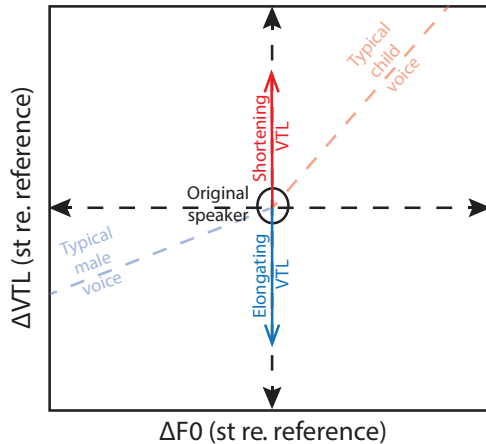 Typical
child
voice
Shortening
VTL
Original
speaker
Typical
male
voice
Elongating
VTL
ΔVTL (st re. reference)
ΔF0 (st re. reference)